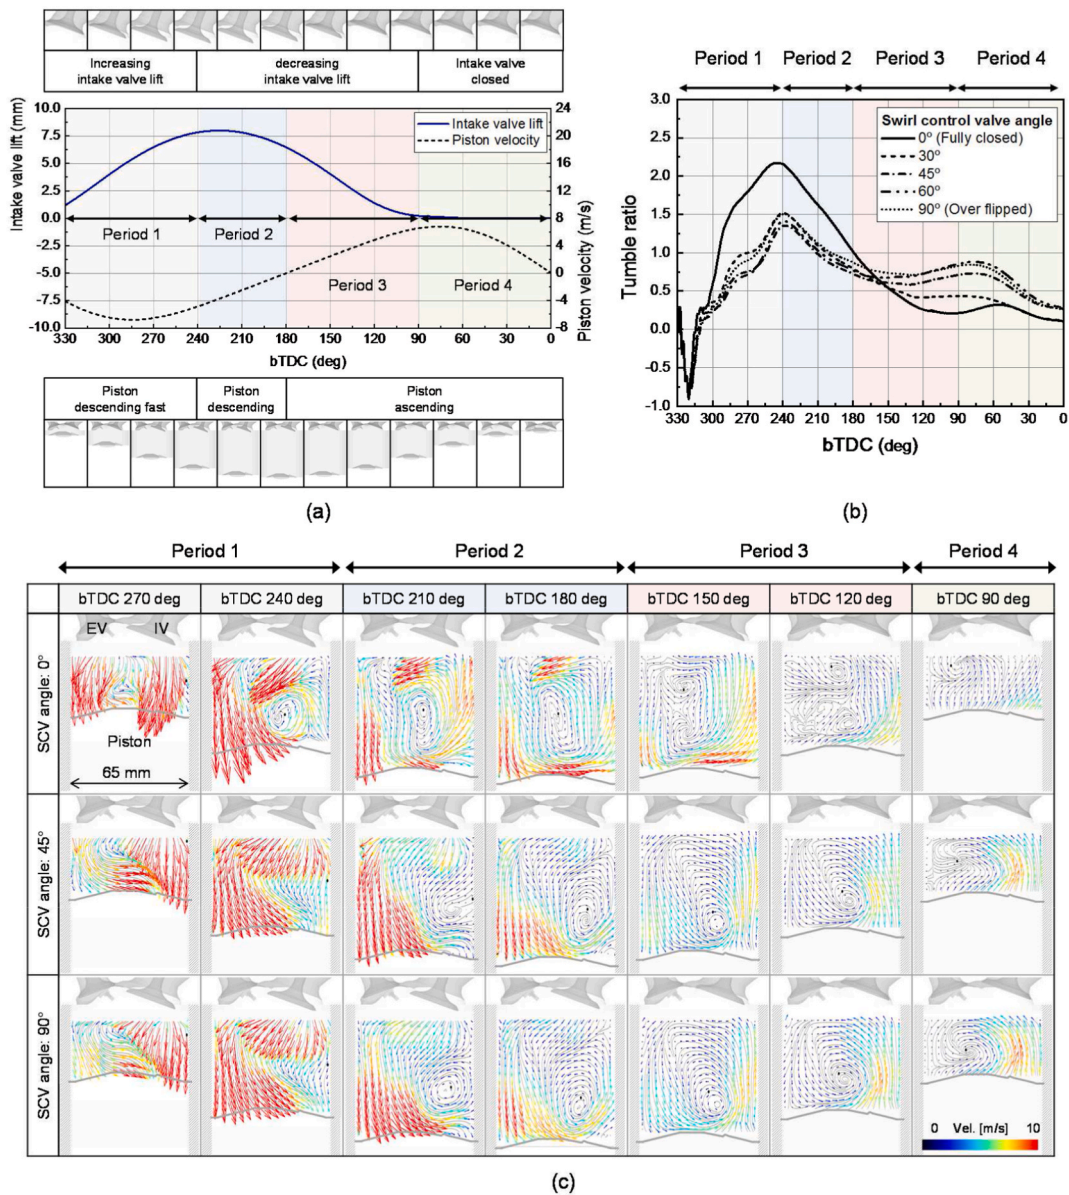 Increasing
intake valve lift
decreasing
intake valve lift
Intake valve
closed
Intake valve lift (mm)
10.0
7.5
5.0
2.5
0.0
-2.5
-5.0
-7.5
-10.0
Intake valve lift
Piston velocity
Period 1
Period 2
Period 3
Period 4
24
20
16
12
8
4
0
-4
-8
Piston velocity (m/s)
330 300 270 240 210 180 150 120 90 60 30 0
bTDC (deg)
Piston
descending fast
Piston
descending
Piston
ascending
(a)
Period 1 Period 2 Period 3 Period 4
Tumble ratio
3.0
2.5
2.0
1.5
1.0
0.5
0.0
-0.5
-1.0
Swirl control valve angle
0º (Fully closed)
30º
45º
60º
90º (Over flipped)
330 300 270 240 210 180 150 120 90 60 30 0
bTDC (deg)
(b)
Period 1 Period 2 Period 3 Period 4
bTDC 270 deg bTDC 240 deg bTDC 210 deg bTDC 180 deg bTDC 150 deg bTDC 120 deg bTDC 90 deg
SCV angle: 0°
EV IV
Piston
65 mm
SCV angle: 45°
SCV angle: 90°
0 Vel. [m/s] 10
(c)